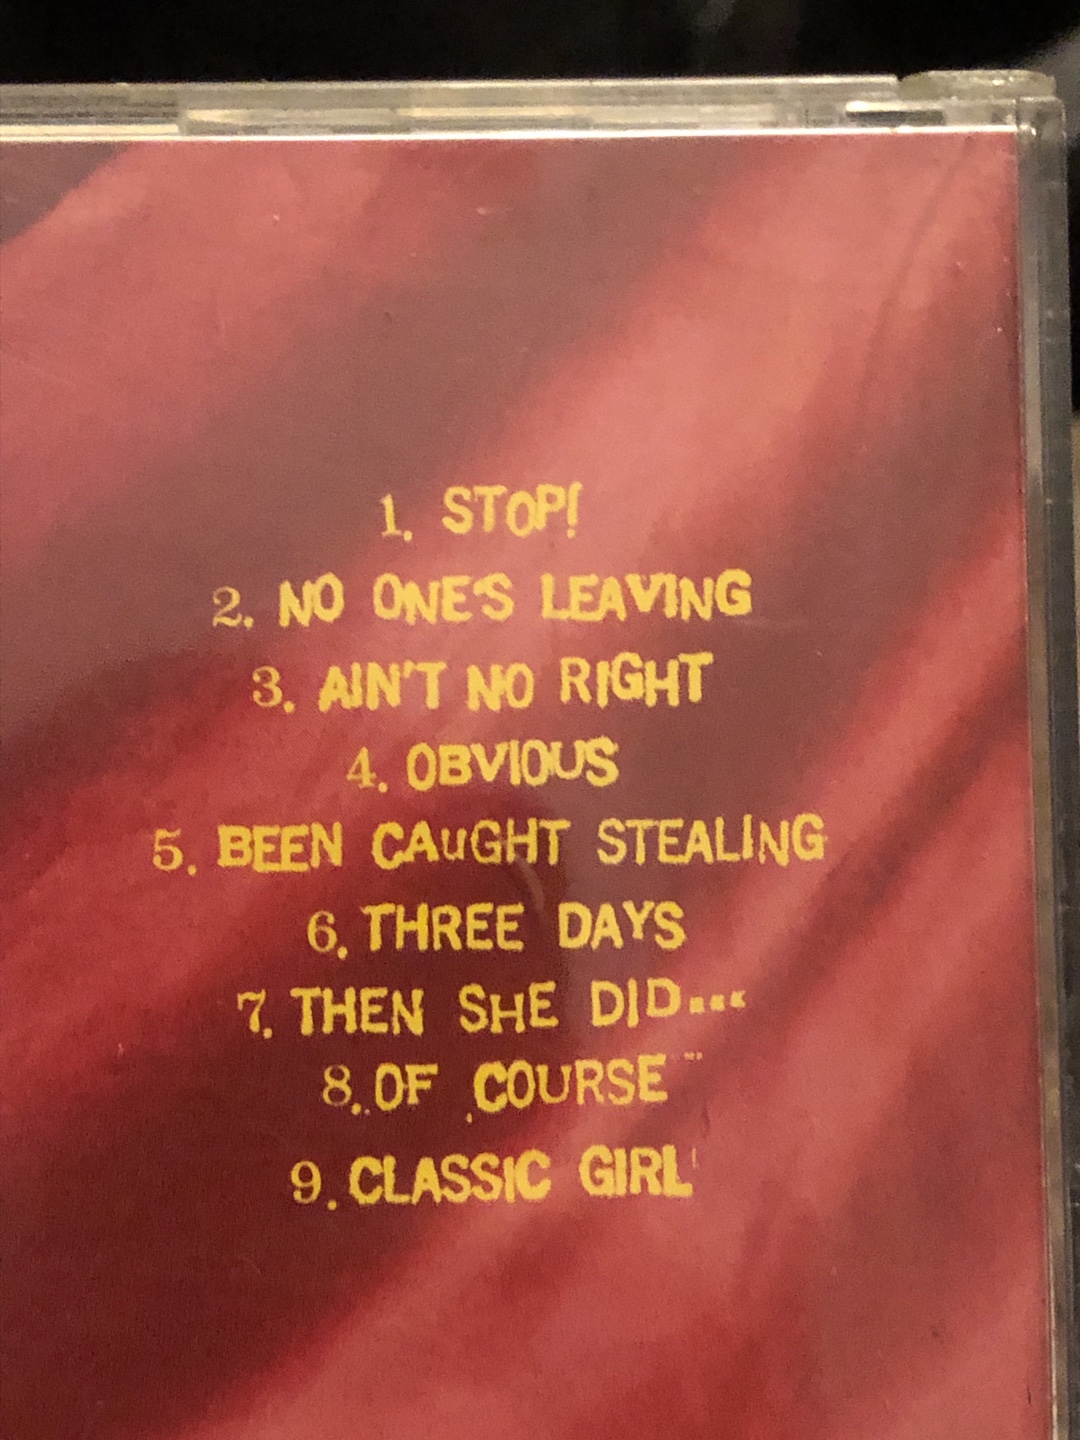 1. STOP!
2. NO ONE'S LEAVING
3. AIN'T NO RIGHT
4. OBVIOUS
5. BEEN CAuGHT STEALING
6. THREE DAYS
7. THEN SHE DID...
8. OF COURSE
9. CLASSIC GIRL